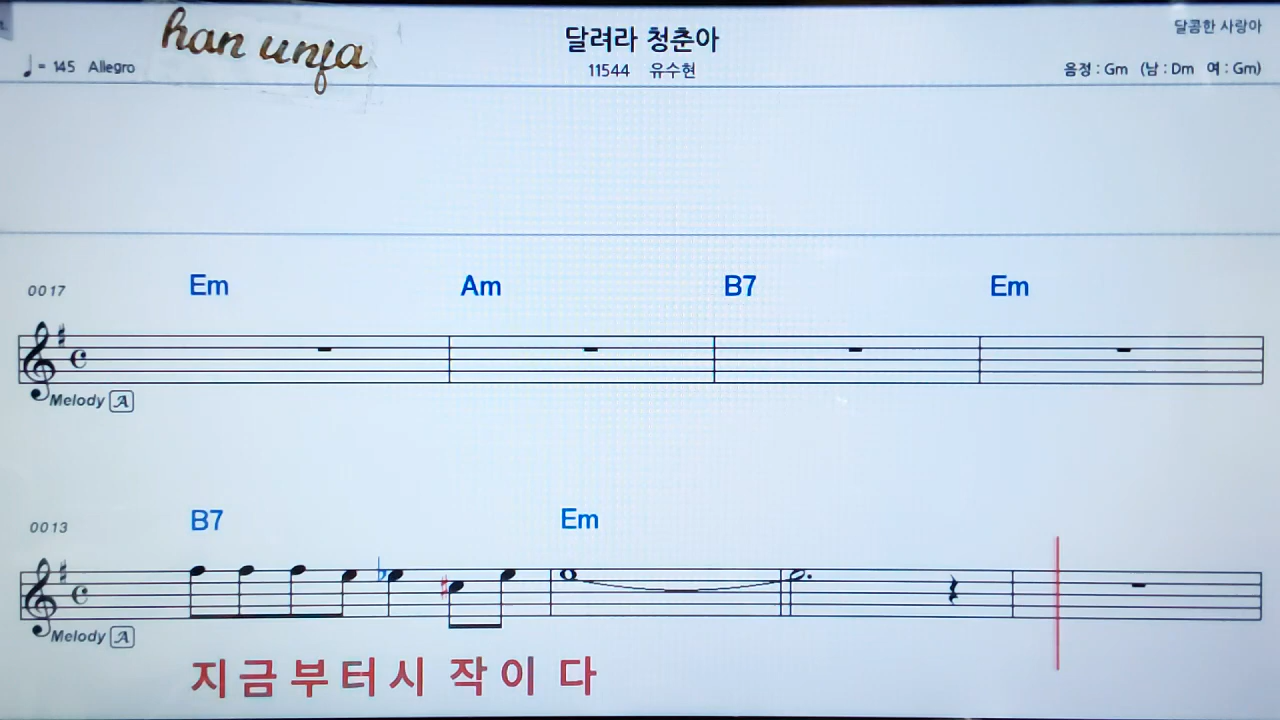 han unfa
달려라 청춘아
달콤한 사랑아
♩= 145 Allegro
11544 유수현
음정 : Gm (남 : Dm 여 : Gm)
0017
Em Am B7 Em
Melody A
0013
B7 Em
Melody A
지금부터시 작이 다